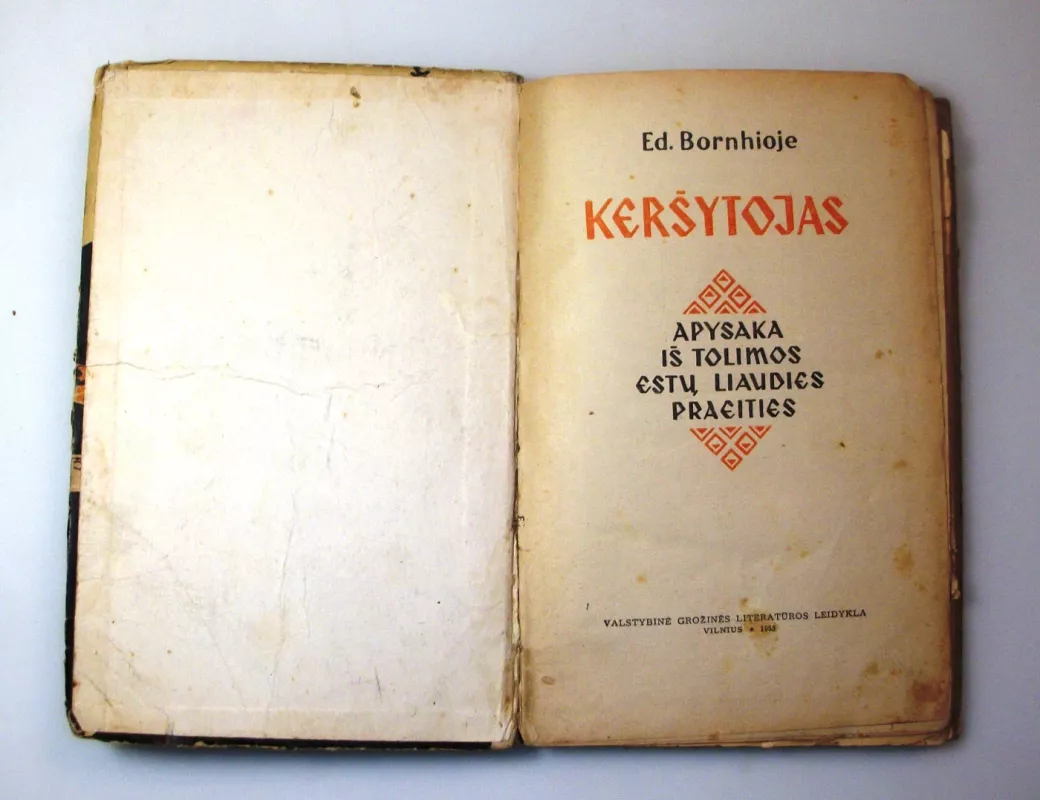 Ed. Bornhioje
KERŠYTOJAS
APYSAKA
IŠ TOLIMOS
ESTŲ LIAUDIES
PRAEITIES
VALSTYBINĖ GROŽINĖS LITERATŪROS LEIDYKLA
VILNIUS •